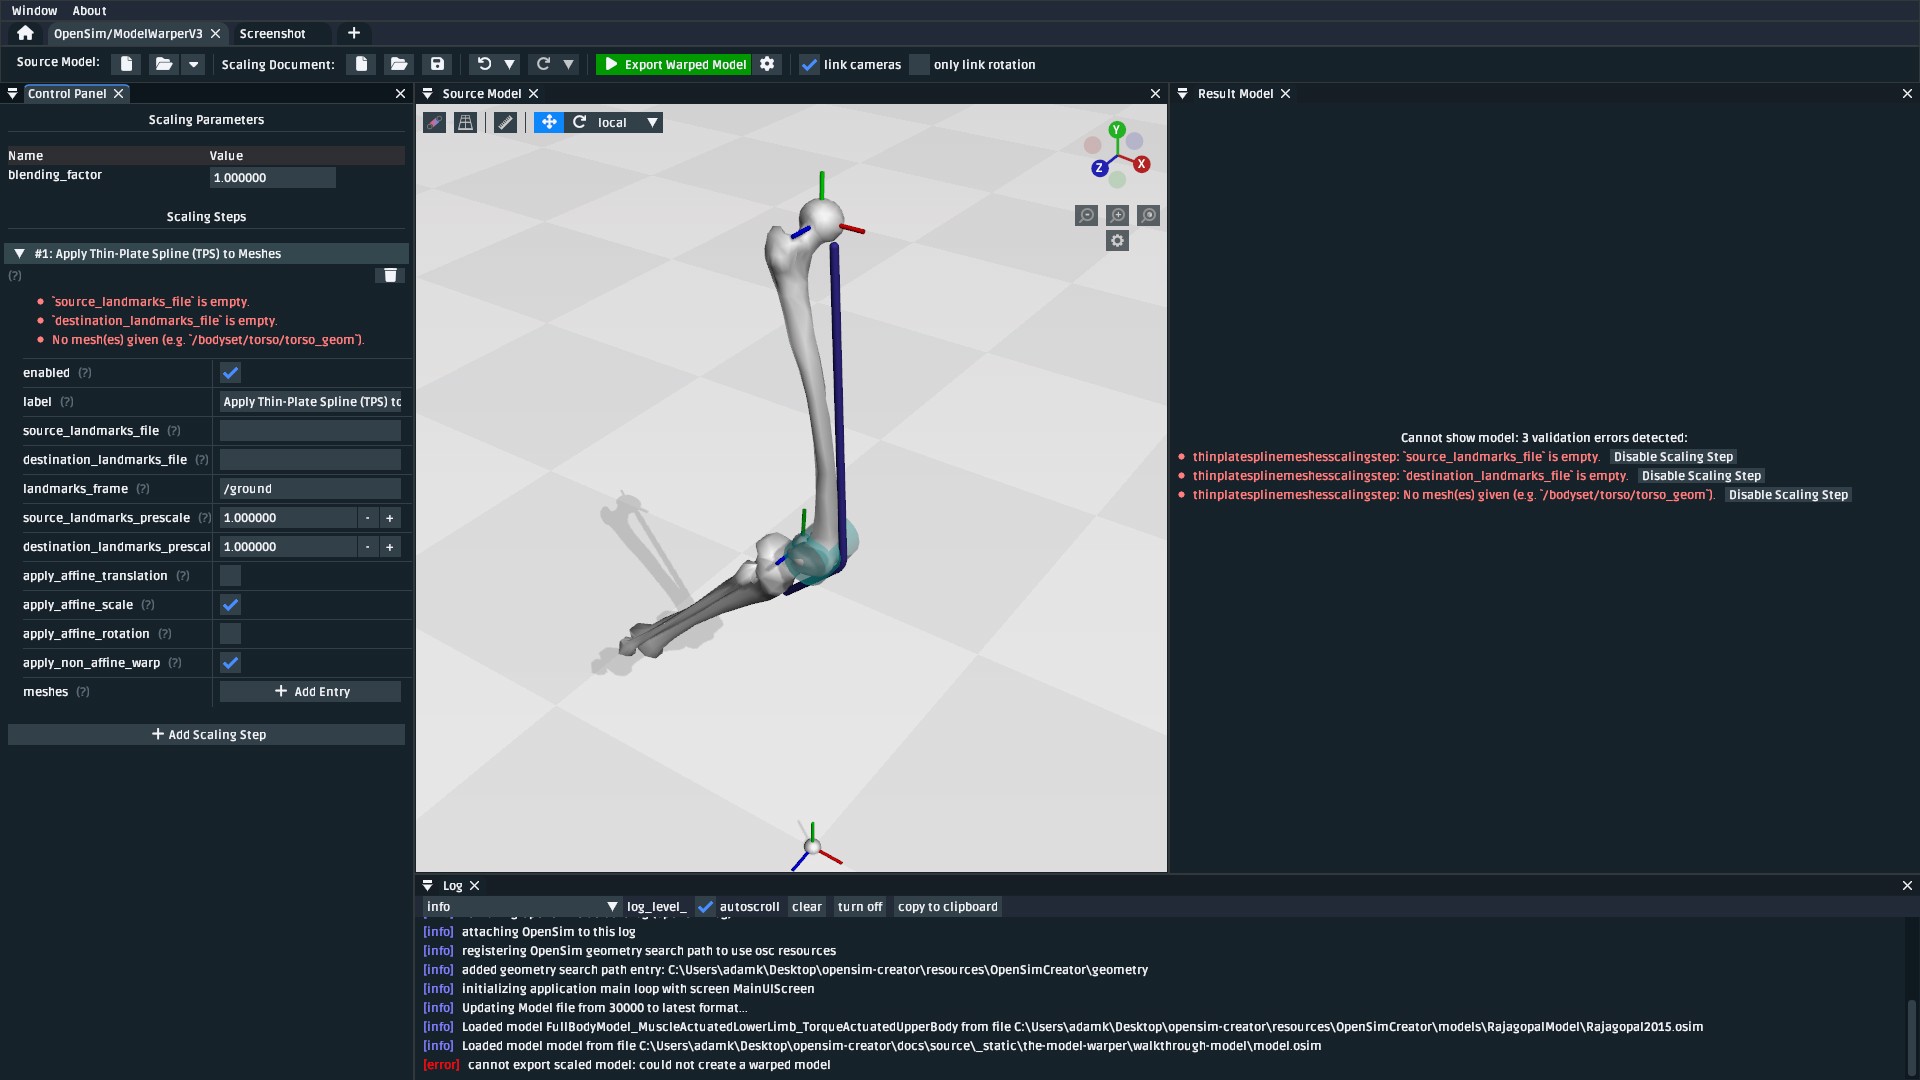 Window About
OpenSim/ModelWarperV3 Screenshot
Source Model: Scaling Document: Export Warped Model link cameras only link rotation
Control Panel
Scaling Parameters
Name Value
blending_factor 1.000000
Scaling Steps
#1: Apply Thin-Plate Spline (TPS) to Meshes
(?)
`source_landmarks_file` is empty.
`destination_landmarks_file` is empty.
No mesh(es) given (e.g. `/bodyset/torso/torso_geom`).
enabled (?)
label (?) Apply Thin-Plate Spline (TPS) to
source_landmarks_file (?)
destination_landmarks_file (?)
landmarks_frame (?) /ground
source_landmarks_prescale (?) 1.000000 - +
destination_landmarks_prescal 1.000000 - +
apply_affine_translation (?)
apply_affine_scale (?)
apply_affine_rotation (?)
apply_non_affine_warp (?)
meshes (?) + Add Entry
+ Add Scaling Step
Source Model
local
Y
Z X
Result Model
Cannot show model: 3 validation errors detected:
thinplatesplinemeshesscalingstep: `source_landmarks_file` is empty. Disable Scaling Step
thinplatesplinemeshesscalingstep: `destination_landmarks_file` is empty. Disable Scaling Step
thinplatesplinemeshesscalingstep: No mesh(es) given (e.g. `/bodyset/torso/torso_geom`). Disable Scaling Step
Log
info log_level_ autoscroll clear turn off copy to clipboard
[info] attaching OpenSim to this log
[info] registering OpenSim geometry search path to use osc resources
[info] added geometry search path entry: C:\Users\adamk\Desktop\opensim-creator\resources\OpenSimCreator\geometry
[info] initializing application main loop with screen MainUIScreen
[info] Updating Model file from 30000 to latest format...
[info] Loaded model FullBodyModel_MuscleActuatedLowerLimb_TorqueActuatedUpperBody from file C:\Users\adamk\Desktop\opensim-creator\resources\OpenSimCreator\models\RajagopalModel\Rajagopal2015.osim
[info] Loaded model model from file C:\Users\adamk\Desktop\opensim-creator\docs\source\_static\the-model-warper\walkthrough-model\model.osim
[error] cannot export scaled model: could not create a warped model